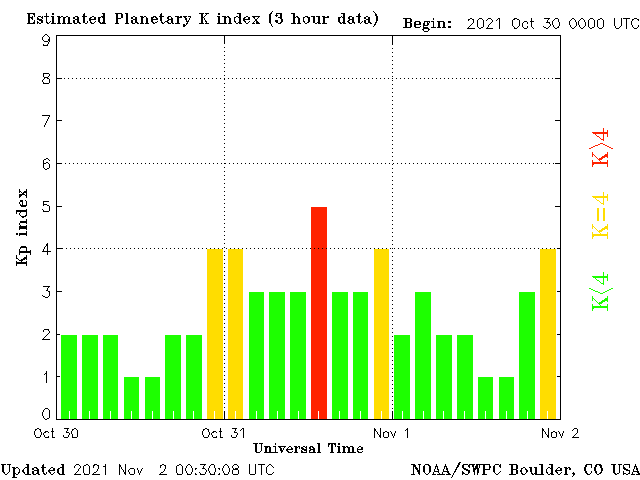 Estimated Planetary K index (3 hour data)
Begin: 2021 Oct 30 0000 UTC
9
8
7
6
5
4
3
2
1
0
Kp index
K>4
K=4
K<4
Oct 30
Oct 31
Nov 1
Nov 2
Universal Time
Updated 2021 Nov 2 00:30:08 UTC
NOAA/SWPC Boulder, CO USA